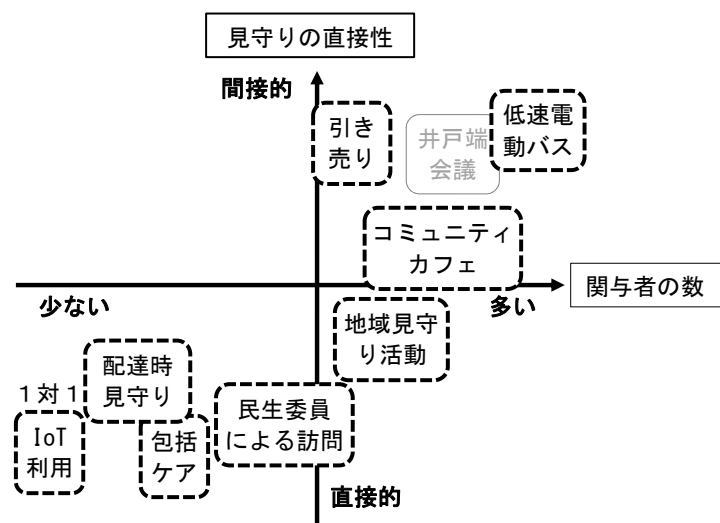 見守りの直接性
間接的
引き
売り
井戸端
会議
低速電
動バス
コミュニティ
カフェ
関与者の数
少ない
多い
地域見守
り活動
配達時
見守り
1対1
IoT
利用
包括
ケア
民生委員
による訪問
直接的